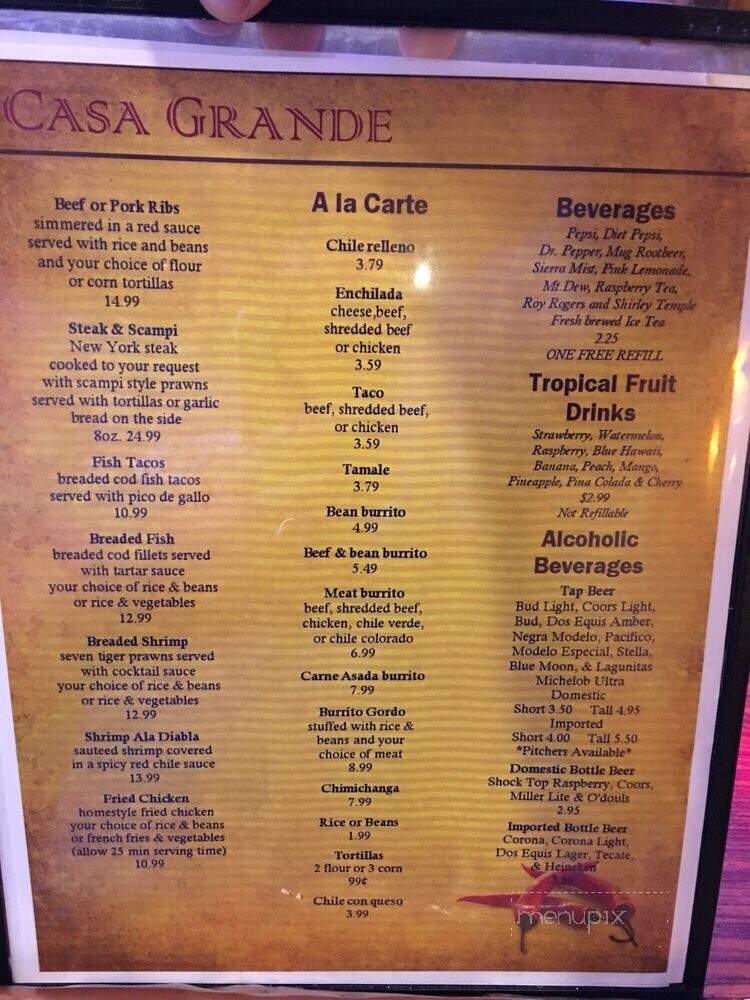 CASA GRANDE
Beef or Pork Ribs
simmered in a red sauce
served with rice and beans
and your choice of flour
or corn tortillas
14.99
Steak & Scampi
New York steak
cooked to your request
with scampi style prawns
served with tortillas or garlic
bread on the side
8oz. 24.99
Fish Tacos
breaded cod fish tacos
served with pico de gallo
10.99
Breaded Fish
breaded cod fillets served
with tartar sauce
your choice of rice & beans
or rice & vegetables
12.99
Breaded Shrimp
seven tiger prawns served
with cocktail sauce
your choice of rice & beans
or rice & vegetables
12.99
Shrimp Ala Diabla
sauteed shrimp covered
in a spicy red chile sauce
13.99
Fried Chicken
homestyle fried chicken
your choice of rice & beans
or french fries & vegetables
(allow 25 min serving time)
10.99
A la Carte
Chile relleno
3.79
Enchilada
cheese,beef,
shredded beef
or chicken
3.59
Taco
beef, shredded beef,
or chicken
3.59
Tamale
3.79
Bean burrito
4.99
Beef & bean burrito
5.49
Meat burrito
beef, shredded beef,
chicken, chile verde,
or chile colorado
6.99
Carne Asada burrito
7.99
Burrito Gordo
stuffed with rice &
beans and your
choice of meat
8.99
Chimichanga
7.99
Rice or Beans
1.99
Tortillas
2 flour or 3 corn
99¢
Chile con queso
3.99
Beverages
Pepsi, Diet Pepsi,
Dr. Pepper, Mug Rootbeer,
Sierra Mist, Pink Lemonade,
Mt Dew, Raspberry Tea,
Roy Rogers and Shirley Temple
Fresh brewed Ice Tea
2.25
ONE FREE REFILL
Tropical Fruit
Drinks
Strawberry, Watermelon,
Raspberry, Blue Hawaii,
Banana, Peach, Mango,
Pineapple, Pina Colada & Cherry
$2.99
Not Refillable
Alcoholic
Beverages
Tap Beer
Bud Light, Coors Light,
Bud, Dos Equis Amber,
Negra Modelo, Pacifico,
Modelo Especial, Stella,
Blue Moon, & Lagunitas
Michelob Ultra
Domestic
Short 3.50 Tall 4.95
Imported
Short 4.00 Tall 5.50
*Pitchers Available*
Domestic Bottle Beer
Shock Top Raspberry, Coors,
Miller Lite & O'douls
2.95
Imported Bottle Beer
Corona, Corona Light,
Dos Equis Lager, Tecate,
& Heineken
menupix